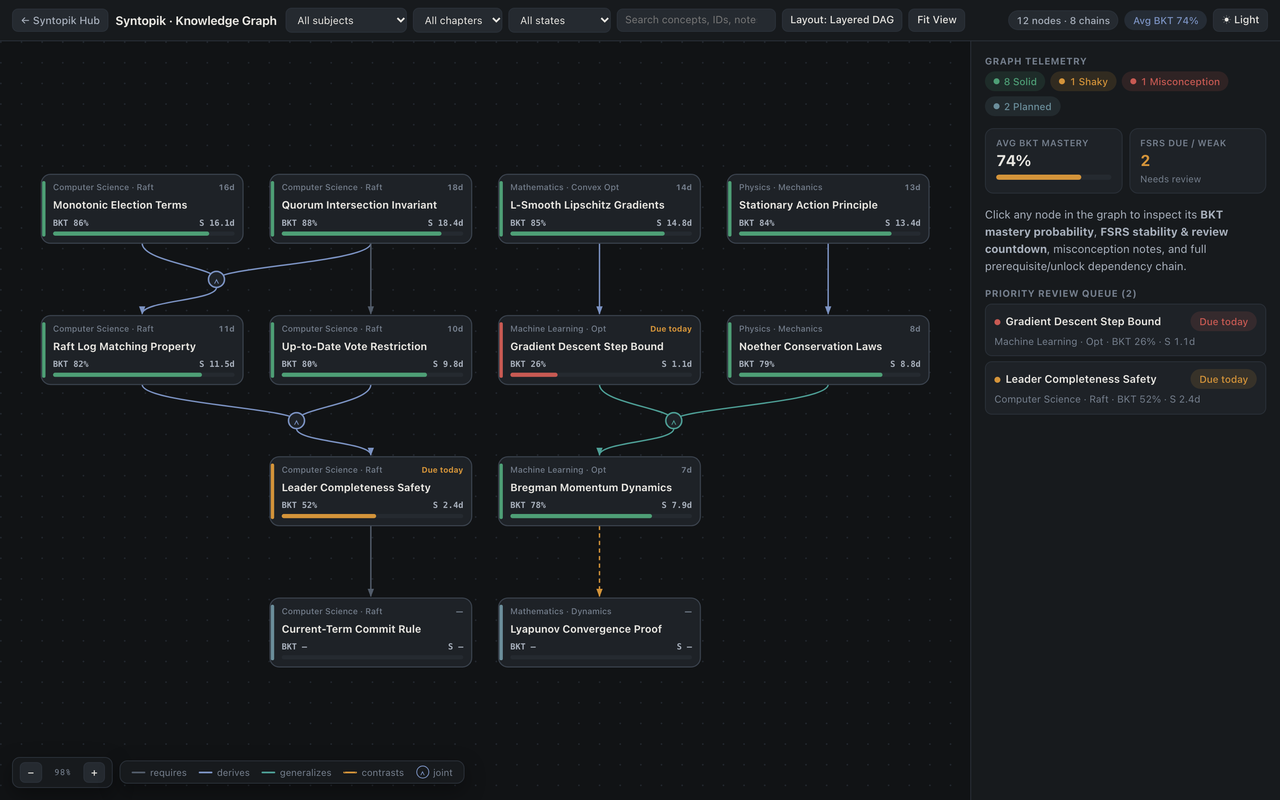 ← Syntopik Hub
Syntopik · Knowledge Graph
All subjects
All chapters
All states
Search concepts, IDs, note
Layout: Layered DAG
Fit View
12 nodes · 8 chains
Avg BKT 74%
Light
Computer Science · Raft 16d
Monotonic Election Terms
BKT 86% S 16.1d
Computer Science · Raft 18d
Quorum Intersection Invariant
BKT 88% S 18.4d
Mathematics · Convex Opt 14d
L-Smooth Lipschitz Gradients
BKT 85% S 14.8d
Physics · Mechanics 13d
Stationary Action Principle
BKT 84% S 13.4d
Computer Science · Raft 11d
Raft Log Matching Property
BKT 82% S 11.5d
Computer Science · Raft 10d
Up-to-Date Vote Restriction
BKT 80% S 9.8d
Machine Learning · Opt Due today
Gradient Descent Step Bound
BKT 26% S 1.1d
Physics · Mechanics 8d
Noether Conservation Laws
BKT 79% S 8.8d
Computer Science · Raft Due today
Leader Completeness Safety
BKT 52% S 2.4d
Machine Learning · Opt 7d
Bregman Momentum Dynamics
BKT 78% S 7.9d
Computer Science · Raft —
Current-Term Commit Rule
BKT — S —
Mathematics · Dynamics —
Lyapunov Convergence Proof
BKT — S —
− 98% +
requires
derives
generalizes
contrasts
joint
GRAPH TELEMETRY
8 Solid
1 Shaky
1 Misconception
2 Planned
AVG BKT MASTERY
74%
FSRS DUE / WEAK
2
Needs review
Click any node in the graph to inspect its BKT
mastery probability, FSRS stability & review
countdown, misconception notes, and full
prerequisite/unlock dependency chain.
PRIORITY REVIEW QUEUE (2)
Gradient Descent Step Bound Due today
Machine Learning · Opt · BKT 26% · S 1.1d
Leader Completeness Safety Due today
Computer Science · Raft · BKT 52% · S 2.4d